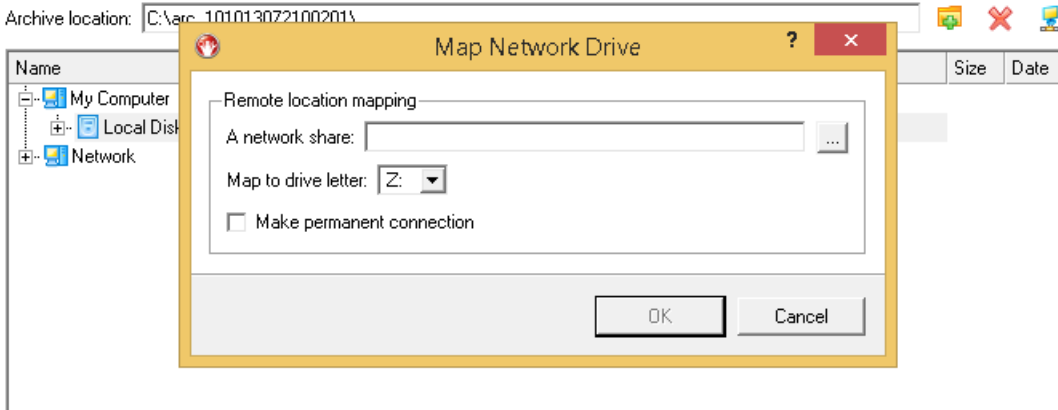 Archive location: C:\arc_101013072100201\
Map Network Drive ? ×
Name Size Date
My Computer
Remote location mapping
Local Disk
A network share: ...
Network
Map to drive letter: Z:
Make permanent connection
OK Cancel